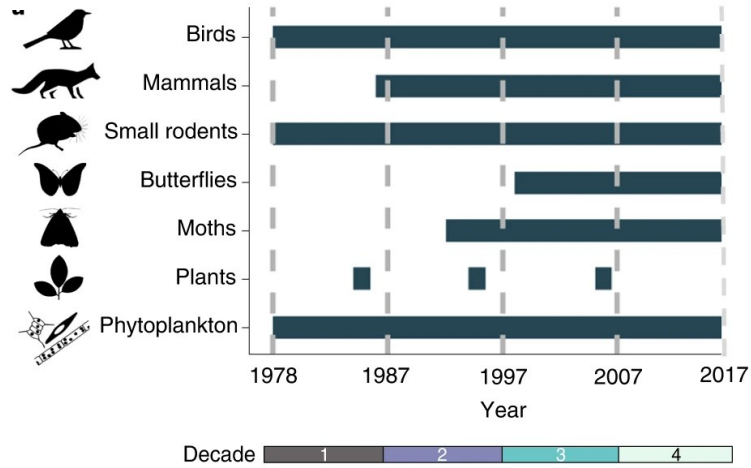 Birds
Mammals
Small rodents
Butterflies
Moths
Plants
Phytoplankton
1978 1987 1997 2007 2017
Year
Decade 1 2 3 4